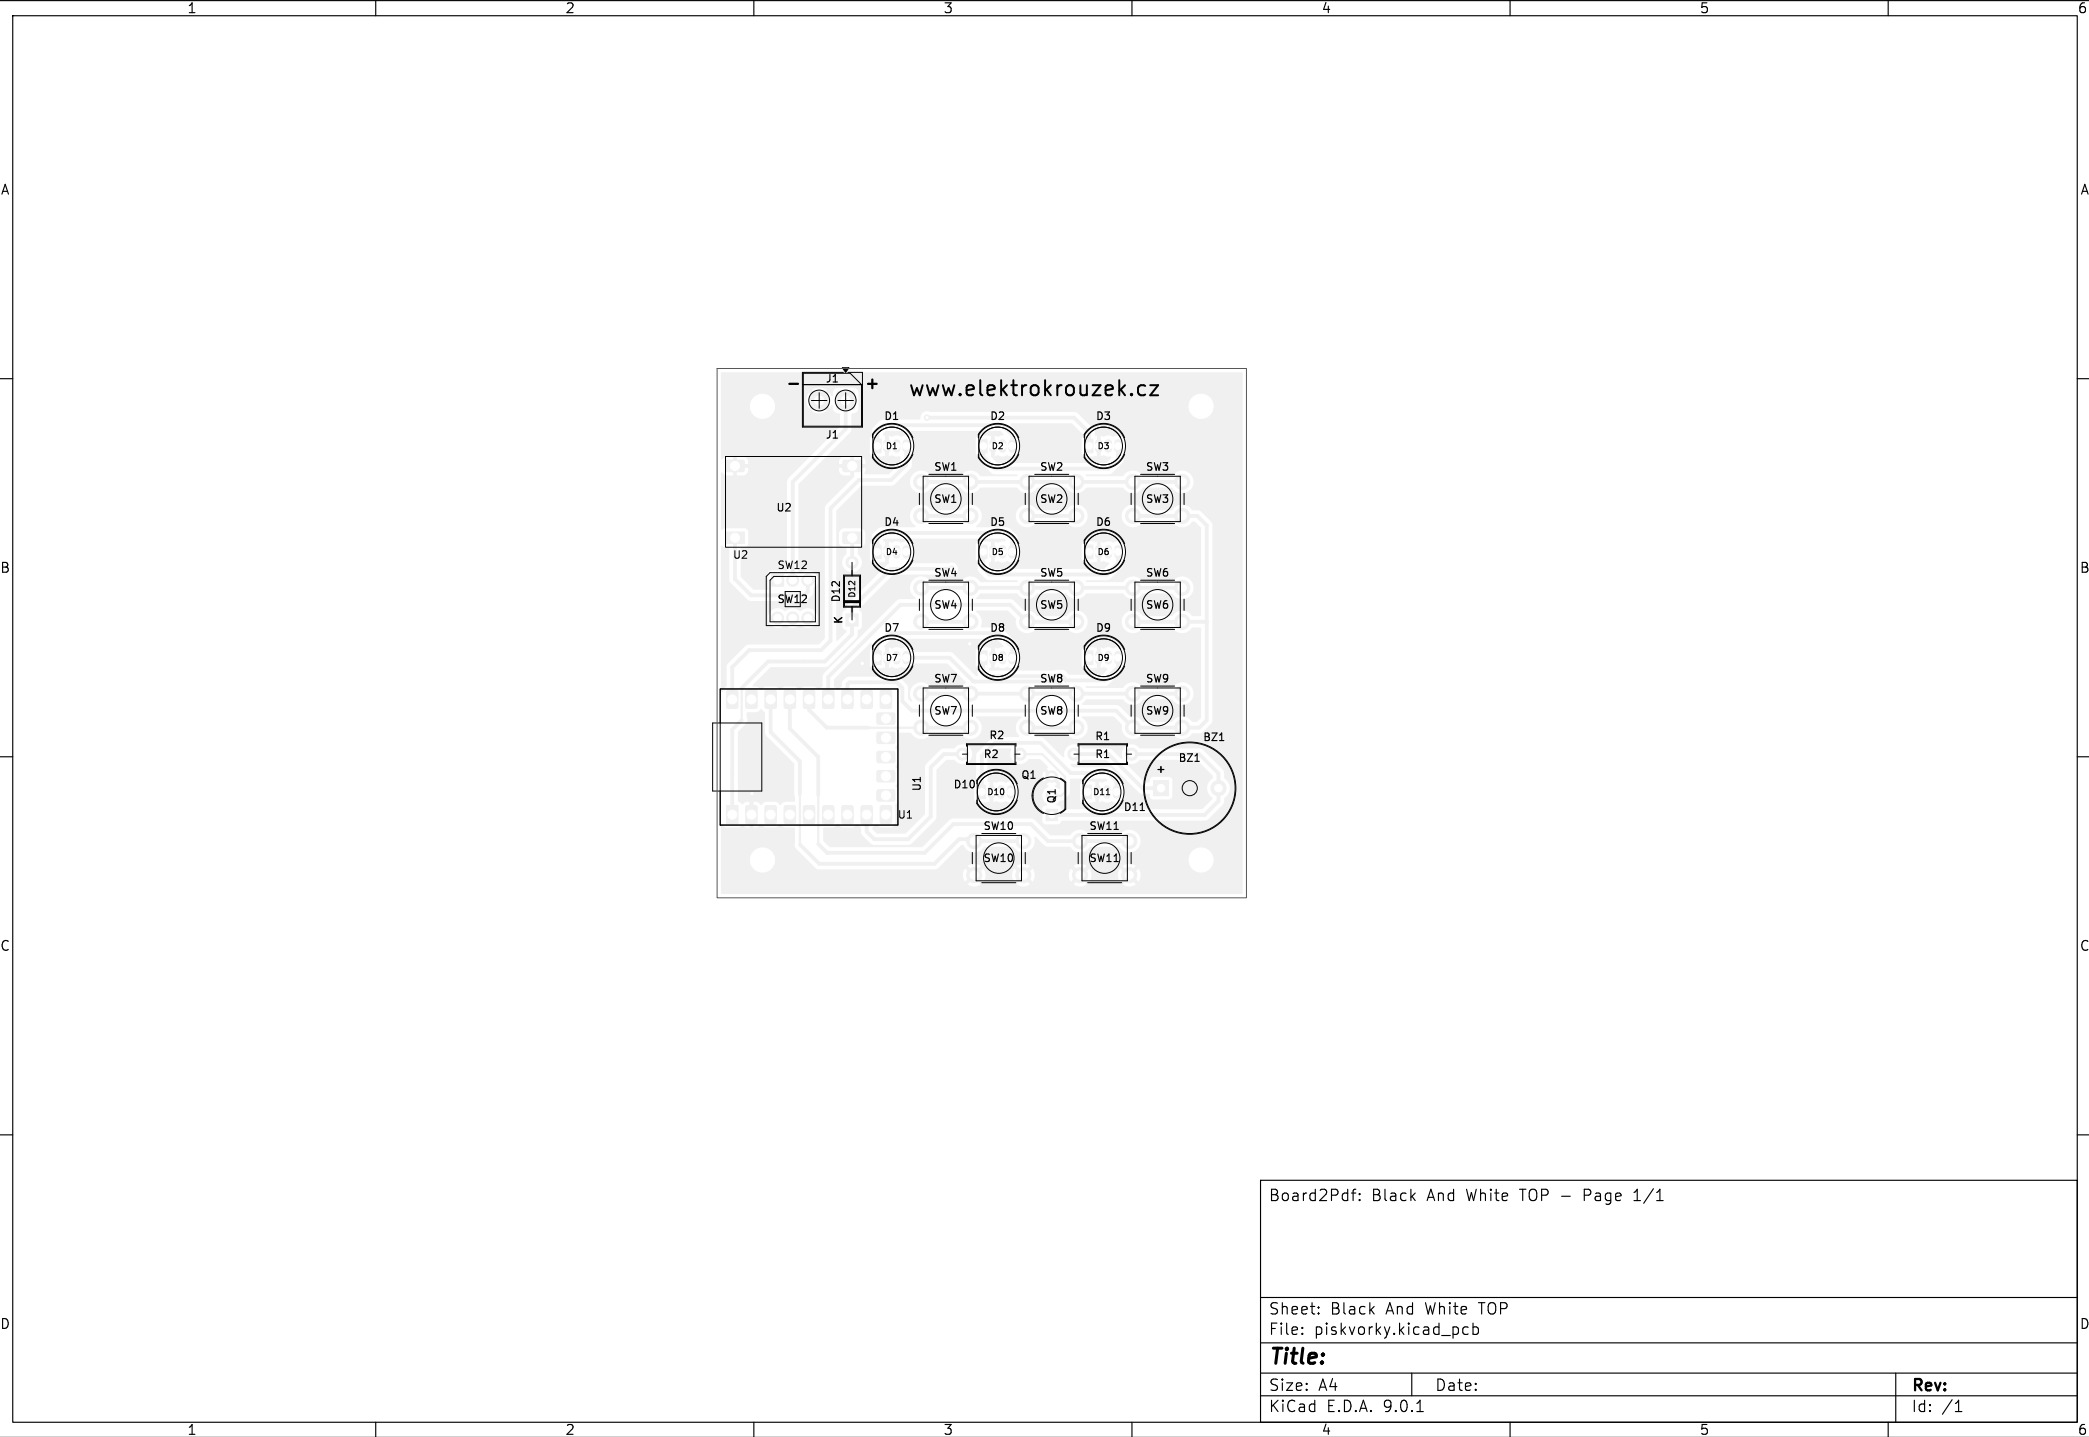 1 2 3 4 5 6
A A
J1
- + www.elektrokrouzek.cz
J1
D1 D2 D3
D1 D2 D3
SW1 SW2 SW3
SW1 SW2 SW3
U2
D4 D5 D6
U2 D4 D5 D6
B B
SW12 SW4 SW5 SW6
D12 D12
SW12 SW4 SW5 SW6
K
D7 D8 D9
D7 D8 D9
SW7 SW8 SW9
SW7 SW8 SW9
R2 R1 BZ1
R2 R1 BZ1
+
Q1
U1 D10 D10 Q1 D11
D11
U1
SW10 SW11
SW10 SW11
C C
Board2Pdf: Black And White TOP – Page 1/1
Sheet: Black And White TOP
File: piskvorky.kicad_pcb
D D
Title:
Size: A4 Date: Rev:
KiCad E.D.A. 9.0.1 Id: /1
1 2 3 4 5 6